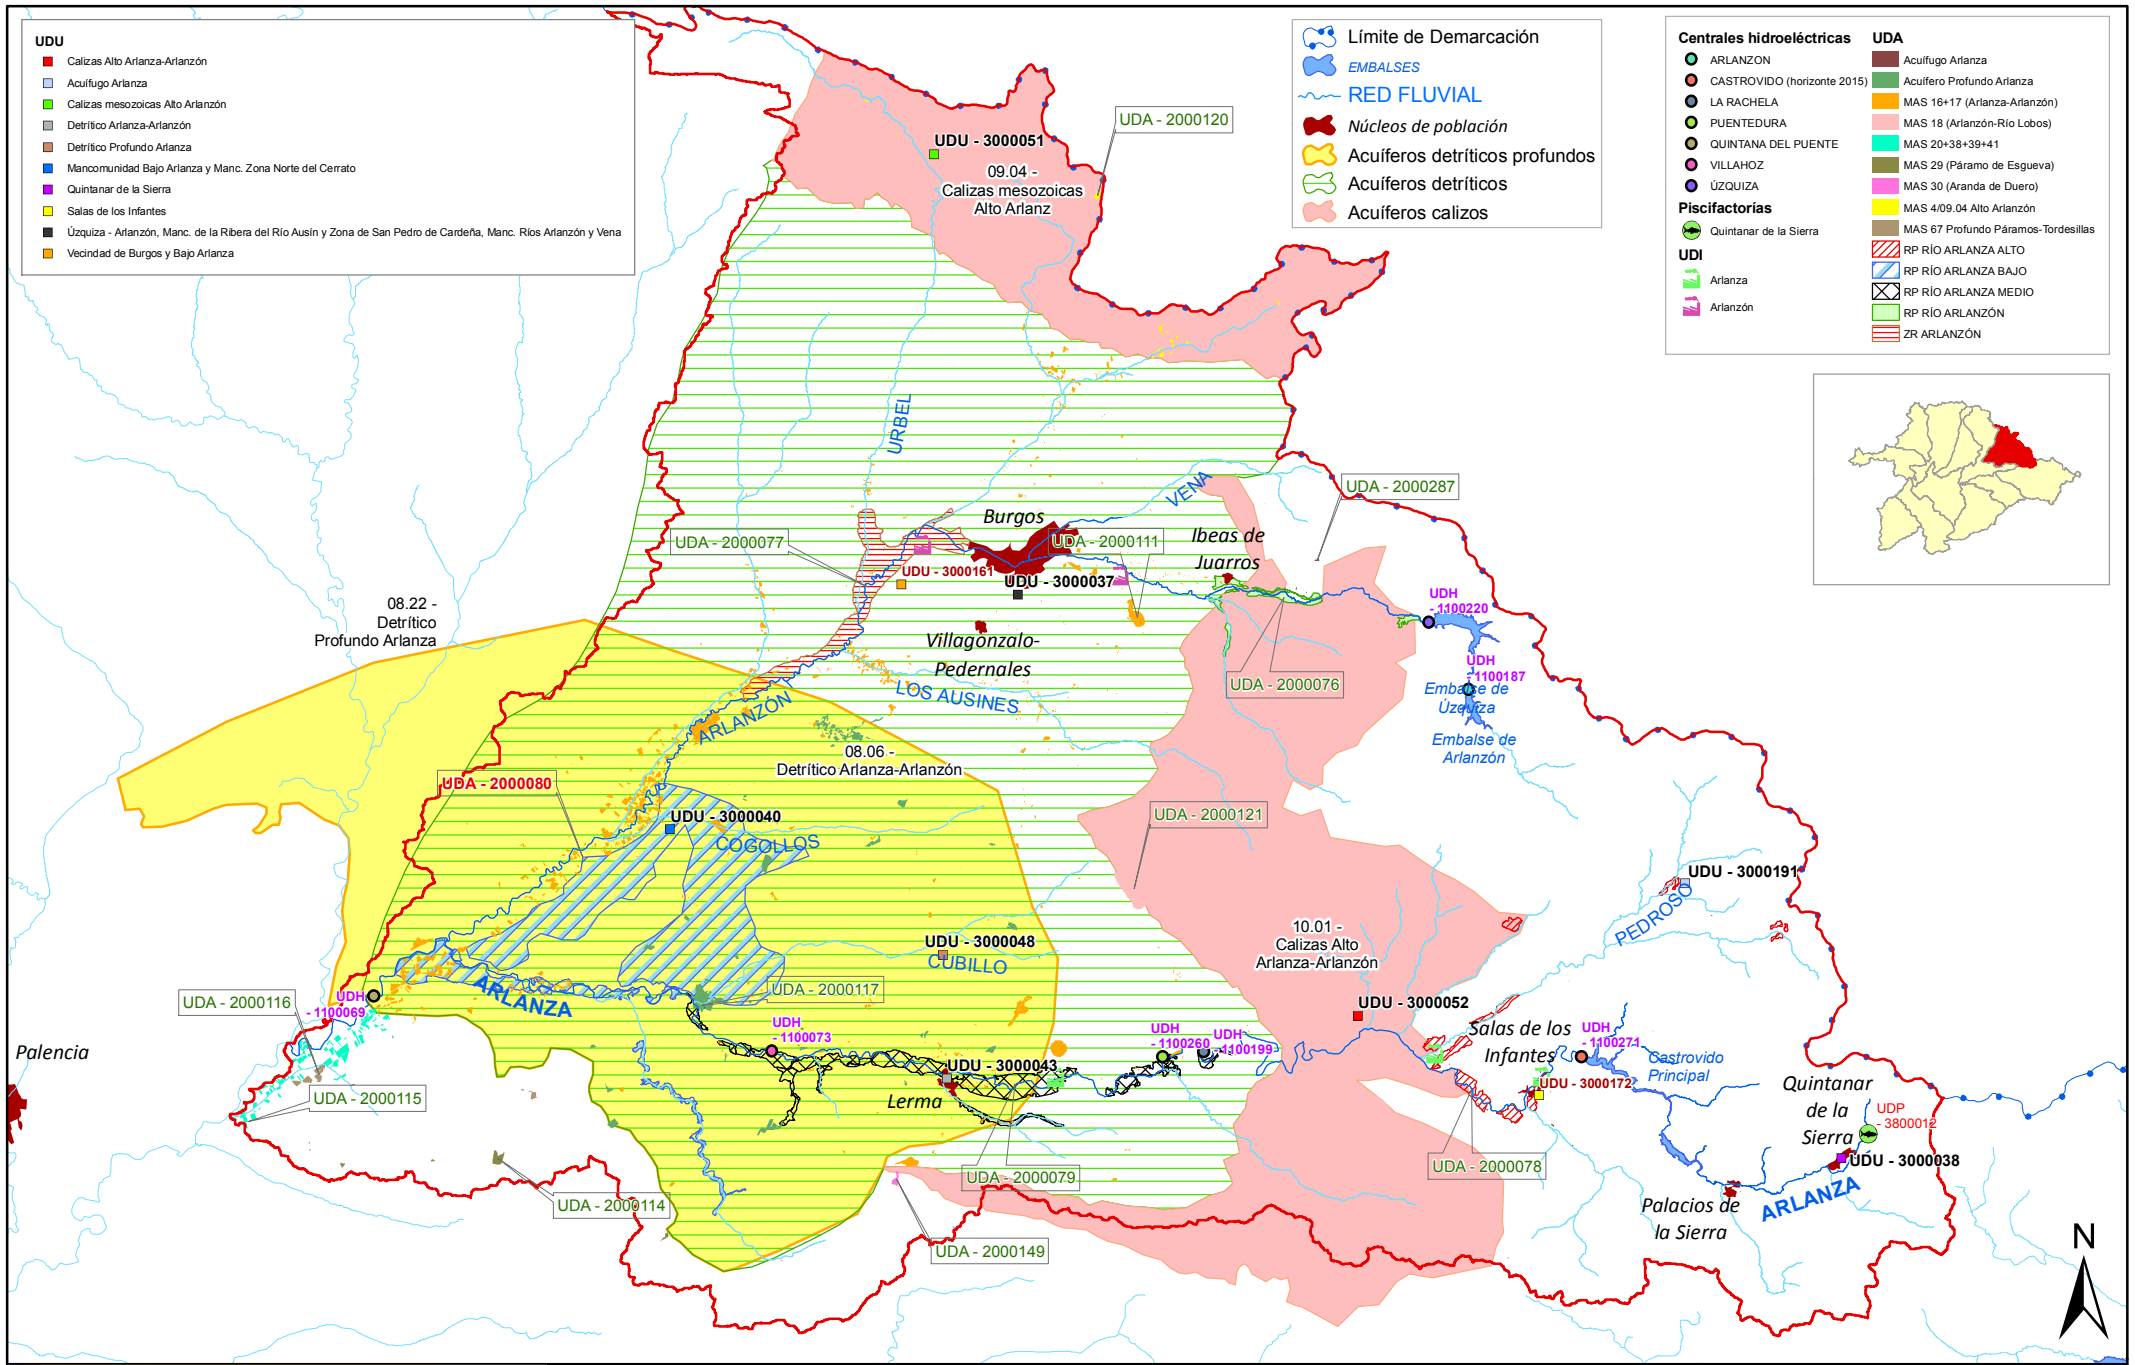 UDU
Calizas Alto Arlanza-Arlanzón
Acuífugo Arlanza
Calizas mesozoicas Alto Arlanzón
Detrítico Arlanza-Arlanzón
Detrítico Profundo Arlanza
Mancomunidad Bajo Arlanza y Manc. Zona Norte del Cerrato
Quintanar de la Sierra
Salas de los Infantes
Úzquiza - Arlanzón, Manc. de la Ribera del Río Ausín y Zona de San Pedro de Cardeña, Manc. Ríos Arlanzón y Vena
Vecindad de Burgos y Bajo Arlanza
Límite de Demarcación
EMBALSES
RED FLUVIAL
Núcleos de población
Acuíferos detríticos profundos
Acuíferos detríticos
Acuíferos calizos
Centrales hidroeléctricas
ARLANZON
CASTROVIDO (horizonte 2015)
LA RACHELA
PUENTEDURA
QUINTANA DEL PUENTE
VILLAHOZ
ÚZQUIZA
Piscifactorías
Quintanar de la Sierra
UDI
Arlanza
Arlanzón
UDA
Acuífugo Arlanza
Acuífero Profundo Arlanza
MAS 16+17 (Arlanza-Arlanzón)
MAS 18 (Arlanzón-Río Lobos)
MAS 20+38+39+41
MAS 29 (Páramo de Esgueva)
MAS 30 (Aranda de Duero)
MAS 4/09.04 Alto Arlanzón
MAS 67 Profundo Páramos-Tordesillas
RP RÍO ARLANZA ALTO
RP RÍO ARLANZA BAJO
RP RÍO ARLANZA MEDIO
RP RÍO ARLANZÓN
ZR ARLANZÓN
UDA - 2000120
UDU - 3000051
09.04 -
Calizas mesozoicas
Alto Arlanz
URBEL
VENA
UDA - 2000287
Burgos
UDA - 2000077
UDA - 2000111
Ibeas de
Juarros
UDU - 3000161
UDU - 3000037
UDH
- 1100220
08.22 -
Detrítico
Profundo Arlanza
Villagonzalo-
Pedernales
LOS AUSINES
UDA - 2000076
UDH
- 1100187
Embalse de
Úzquiza
Embalse de
Arlanzón
ARLANZÓN
08.06 -
Detrítico Arlanza-Arlanzón
UDA - 2000080
UDU - 3000040
COGOLLOS
UDA - 2000121
UDU - 3000191
PEDROSO
10.01 -
Calizas Alto
Arlanza-Arlanzón
UDU - 3000048
CUBILLO
UDA - 2000117
ARLANZA
UDA - 2000116
UDH
- 1100069
UDU - 3000052
UDH
- 1100073
UDH
- 1100260
UDH
- 1100199
Salas de los
Infantes
UDH
- 1100271
Castrovido
Principal
Palencia
UDU - 3000043
Lerma
UDU - 3000172
Quintanar
de la
Sierra
UDP
- 3800012
UDA - 2000115
UDU - 3000038
UDA - 2000079
UDA - 2000078
UDA - 2000114
Palacios de
la Sierra
ARLANZA
UDA - 2000149
N